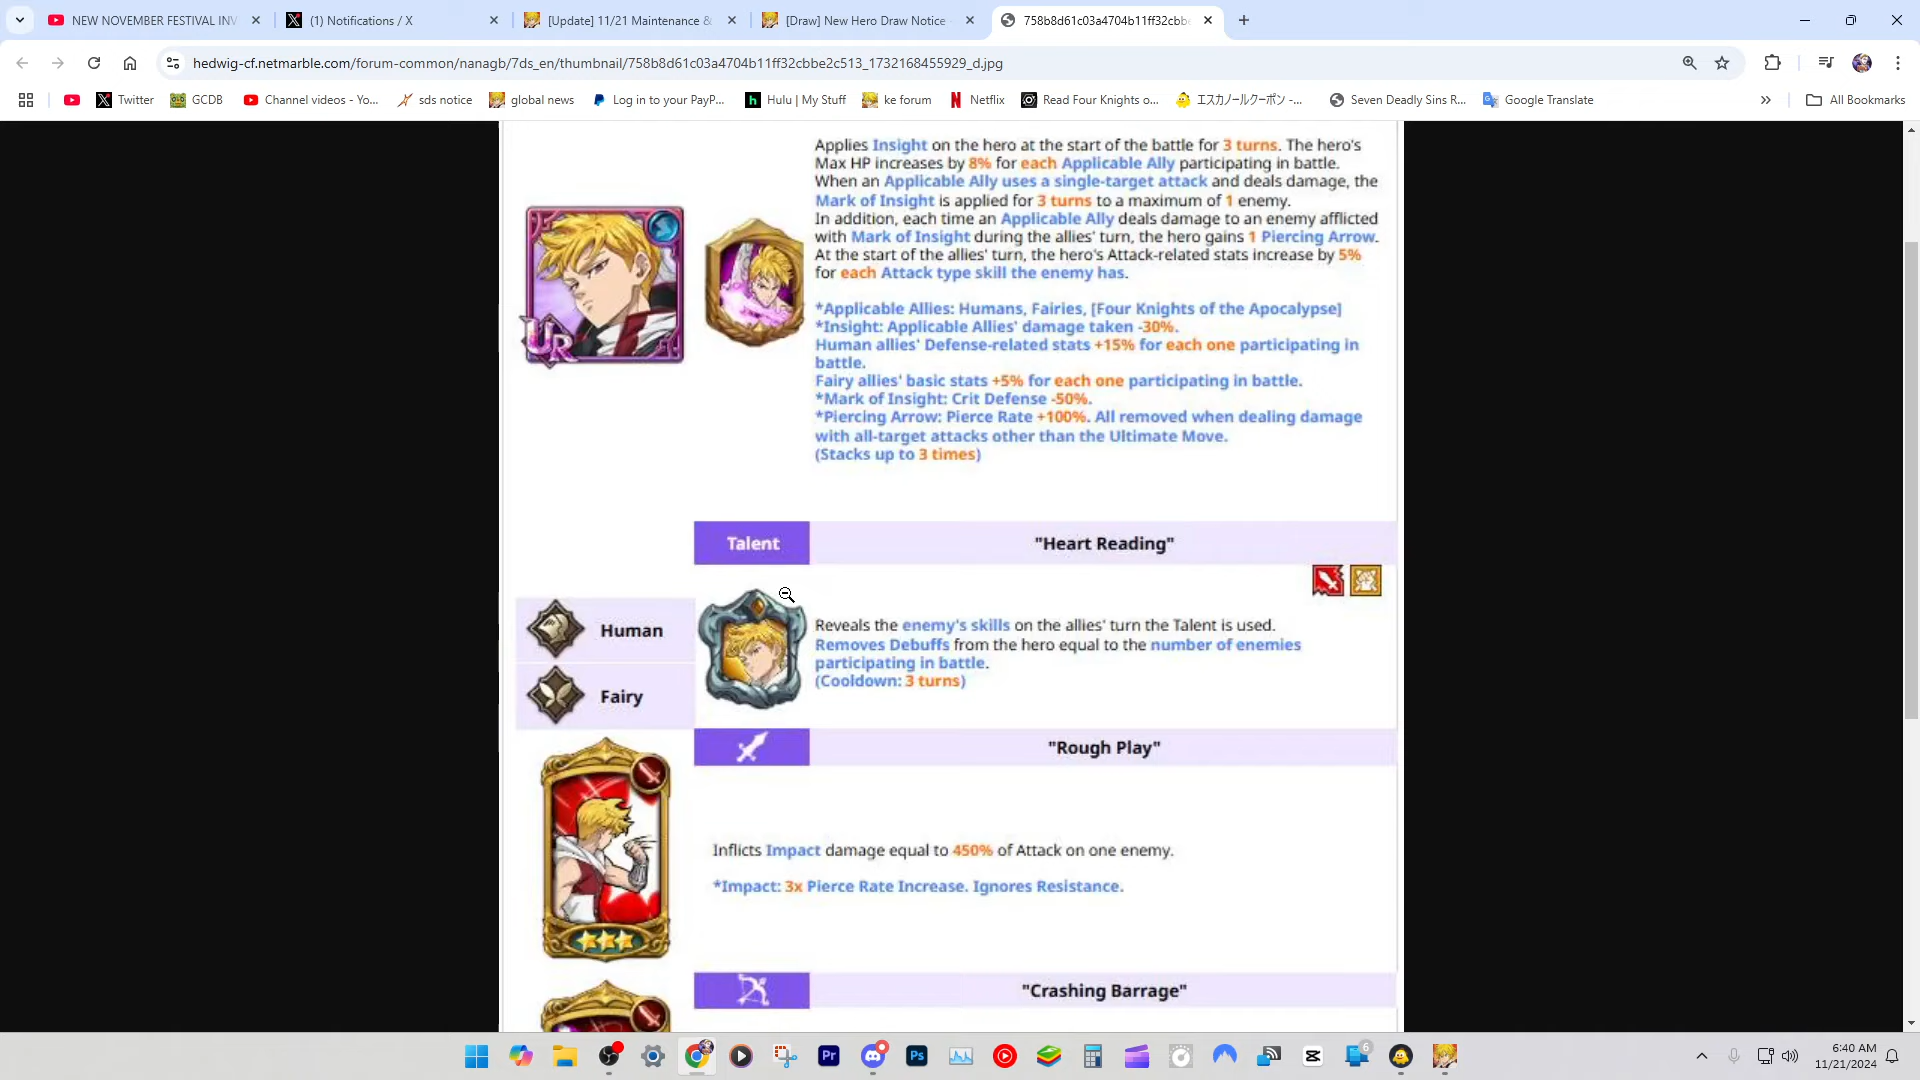 NEW NOVEMBER FESTIVAL INV
(1) Notifications / X
[Update] 11/21 Maintenance &
[Draw] New Hero Draw Notice -
758b8d61c03a4704b11ff32cbbe
hedwig-cf.netmarble.com/forum-common/nanagb/7ds_en/thumbnail/758b8d61c03a4704b11ff32cbbe2c513_1732168455929_d.jpg
Twitter
GCDB
Channel videos - Yo...
sds notice
global news
Log in to your PayP...
Hulu | My Stuff
ke forum
Netflix
Read Four Knights o...
エスカノールクーポン -...
Seven Deadly Sins R...
Google Translate
All Bookmarks
Applies Insight on the hero at the start of the battle for 3 turns. The hero's
Max HP increases by 8% for each Applicable Ally participating in battle.
When an Applicable Ally uses a single-target attack and deals damage, the
Mark of Insight is applied for 3 turns to a maximum of 1 enemy.
In addition, each time an Applicable Ally deals damage to an enemy afflicted
with Mark of Insight during the allies' turn, the hero gains 1 Piercing Arrow.
At the start of the allies' turn, the hero's Attack-related stats increase by 5%
for each Attack type skill the enemy has.
*Applicable Allies: Humans, Fairies, [Four Knights of the Apocalypse]
*Insight: Applicable Allies' damage taken -30%.
Human allies' Defense-related stats +15% for each one participating in
battle.
Fairy allies' basic stats +5% for each one participating in battle.
*Mark of Insight: Crit Defense -50%.
*Piercing Arrow: Pierce Rate +100%. All removed when dealing damage
with all-target attacks other than the Ultimate Move.
(Stacks up to 3 times)
UR
Talent
"Heart Reading"
Human
Fairy
Reveals the enemy's skills on the allies' turn the Talent is used.
Removes Debuffs from the hero equal to the number of enemies
participating in battle.
(Cooldown: 3 turns)
"Rough Play"
Inflicts Impact damage equal to 450% of Attack on one enemy.
*Impact: 3x Pierce Rate Increase. Ignores Resistance.
"Crashing Barrage"
Pr
Ps
6
6:40 AM
11/21/2024